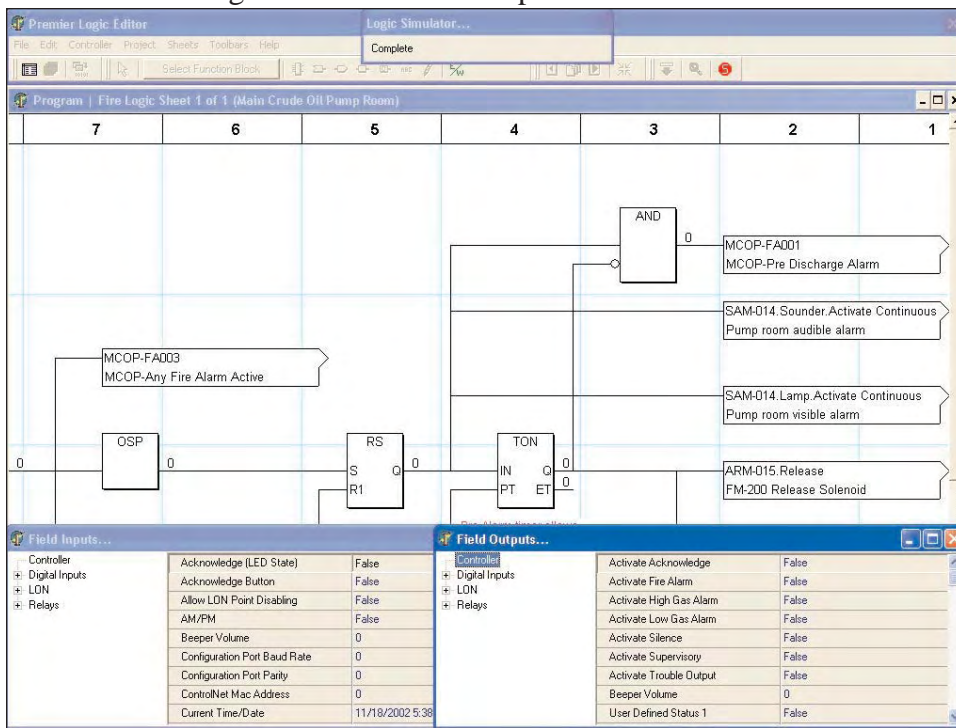 Premier Logic Editor
Logic Simulator...
File Edit Controller Project Sheets Toolbars Help
Complete
Select Function Block
Program | Fire Logic Sheet 1 of 1 (Main Crude Oil Pump Room)
7 6 5 4 3 2 1
AND
0
MCOP-FA001
MCOP-Pre Discharge Alarm
SAM-014.Sounder.Activate Continuous
Pump room audible alarm
MCOP-FA003
MCOP-Any Fire Alarm Active
SAM-014.Lamp.Activate Continuous
Pump room visible alarm
OSP RS TON
0 0 S Q 0 IN Q 0
R1 PT ET 0
ARM-015.Release
FM-200 Release Solenoid
Field Inputs...
Controller
Digital Inputs
LON
Relays
Acknowledge (LED State) False
Acknowledge Button False
Allow LON Point Disabling False
AM/PM False
Beeper Volume 0
Configuration Port Baud Rate 0
Configuration Port Parity 0
ControlNet Mac Address 0
Current Time/Date 11/18/2002 5:38
Field Outputs...
Controller
Digital Inputs
LON
Relays
Activate Acknowledge False
Activate Fire Alarm False
Activate High Gas Alarm False
Activate Low Gas Alarm False
Activate Silence False
Activate Supervisory False
Activate Trouble Output False
Beeper Volume 0
User Defined Status 1 False